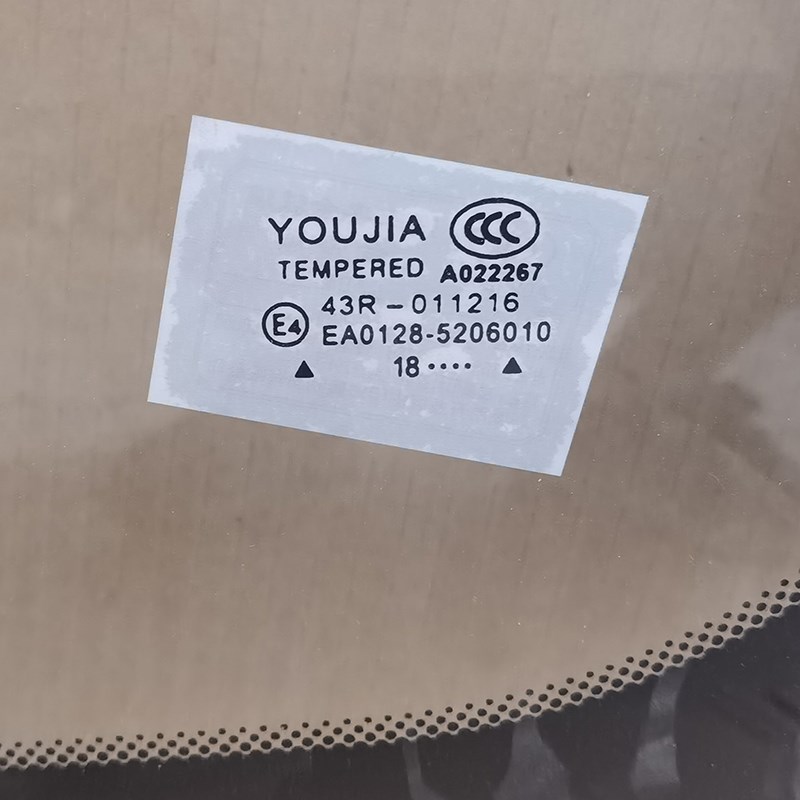 YOUJIA CCC
TEMPERED A022267
E4 43R-011216
EA0128-5206010
▲ 18 •••• ▲